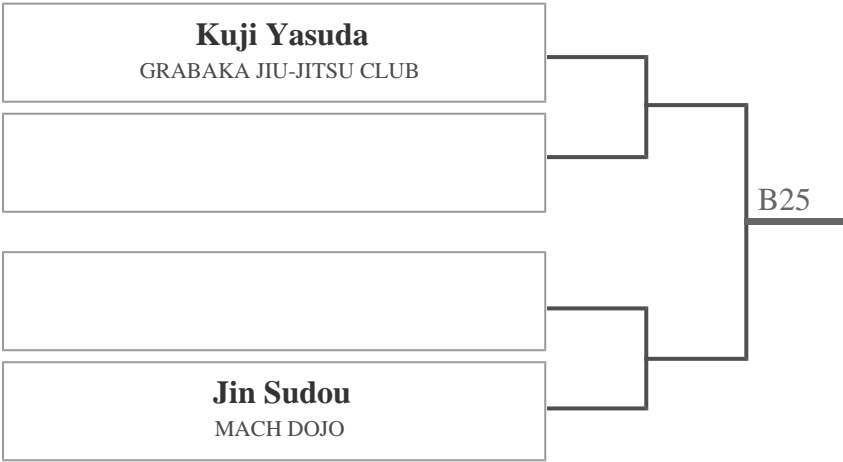 Kuji Yasuda
GRABAKA JIU-JITSU CLUB
B25
Jin Sudou
MACH DOJO